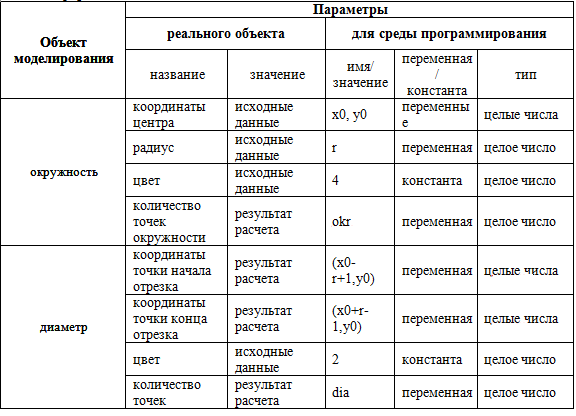 Параметры
Объект
моделирования
реального объекта
для среды программирования
название
значение
имя/
значение
переменная
/
константа
тип
окружность
координаты
центра
исходные
данные
x0, y0
переменны
е
целые числа
радиус
исходные
данные
r
переменная
целое число
цвет
исходные
данные
4
константа
целое число
количество
точек
окружности
результат
расчета
okr
переменная
целое число
диаметр
координаты
точки начала
отрезка
результат
расчета
(x0-
r+1,y0)
переменная
целые числа
координаты
точки конца
отрезка
результат
расчета
(x0+r-
1,y0)
переменная
целые числа
цвет
исходные
данные
2
константа
целое число
количество
точек
результат
расчета
dia
переменная
целое число